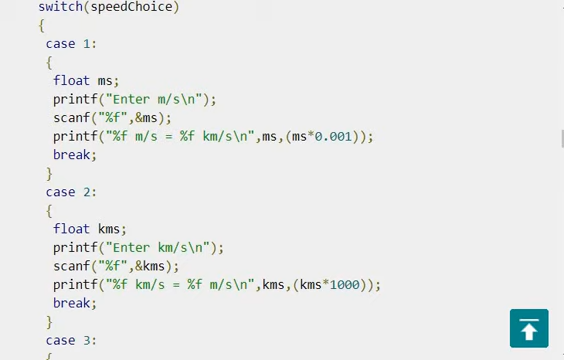 switch(speedChoice)
{
case 1:
{
float ms;
printf("Enter m/s\n");
scanf("%f",&ms);
printf("%f m/s = %f km/s\n",ms,(ms*0.001));
break;
}
case 2:
{
float kms;
printf("Enter km/s\n");
scanf("%f",&kms);
printf("%f km/s = %f m/s\n",kms,(kms*1000));
break;
}
case 3:
{